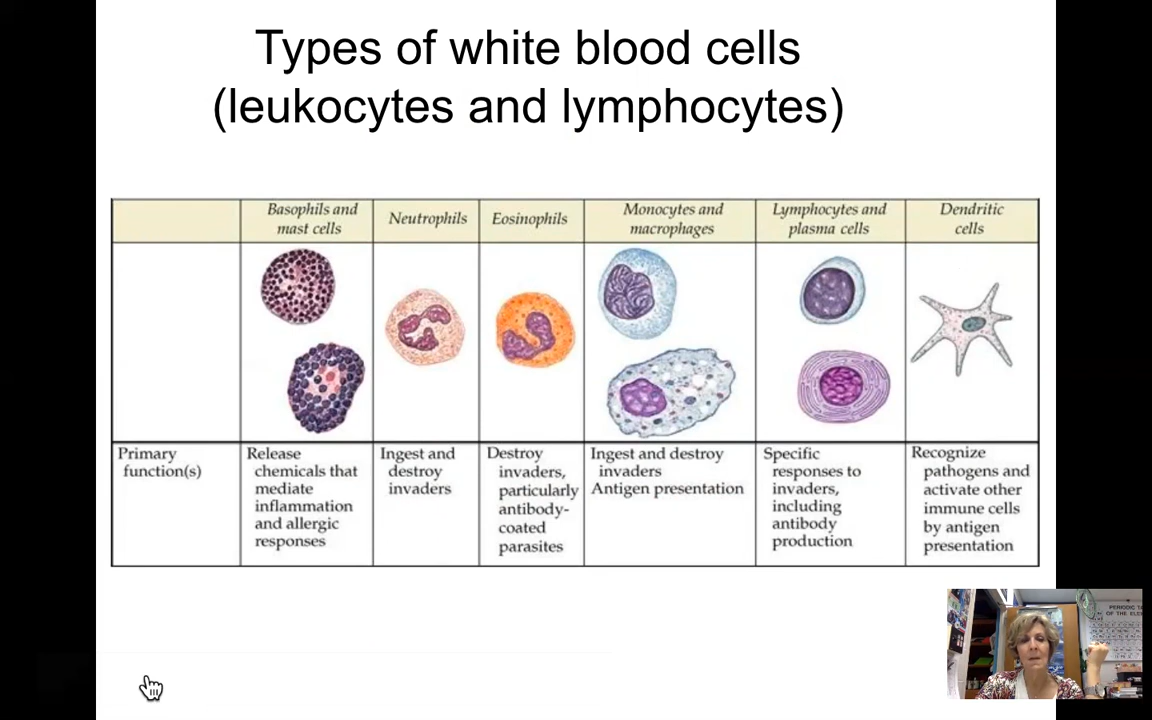 Types of white blood cells
(leukocytes and lymphocytes)
Basophils and
mast cells
Neutrophils
Eosinophils
Monocytes and
macrophages
Lymphocytes and
plasma cells
Dendritic
cells
Primary
function(s)
Release
chemicals that
mediate
inflammation
and allergic
responses
Ingest and
destroy
invaders
Destroy
invaders,
particularly
antibody-
coated
parasites
Ingest and destroy
invaders
Antigen presentation
Specific
responses to
invaders,
including
antibody
production
Recognize
pathogens and
activate other
immune cells
by antigen
presentation
PERIODIC
OF THE